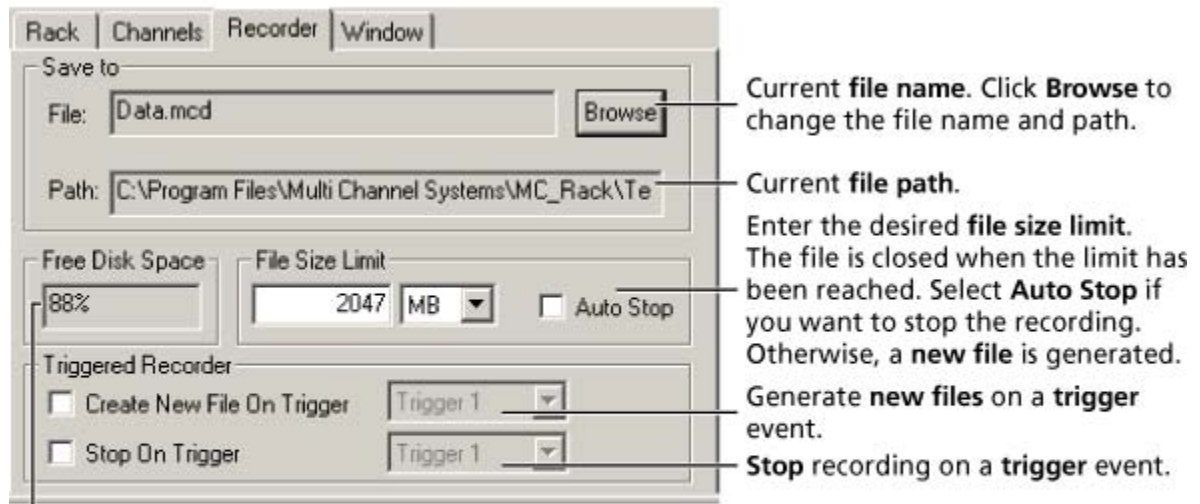 Rack Channels Recorder Window
Save to
File: Data.mcd Browse
Path: C:\Program Files\Multi Channel Systems\MC_Rack\Te
Free Disk Space File Size Limit
88% 2047 MB Auto Stop
Triggered Recorder
Create New File On Trigger Trigger 1
Stop On Trigger Trigger 1
Current file name. Click Browse to
change the file name and path.
Current file path.
Enter the desired file size limit.
The file is closed when the limit has
been reached. Select Auto Stop if
you want to stop the recording.
Otherwise, a new file is generated.
Generate new files on a trigger
event.
Stop recording on a trigger event.